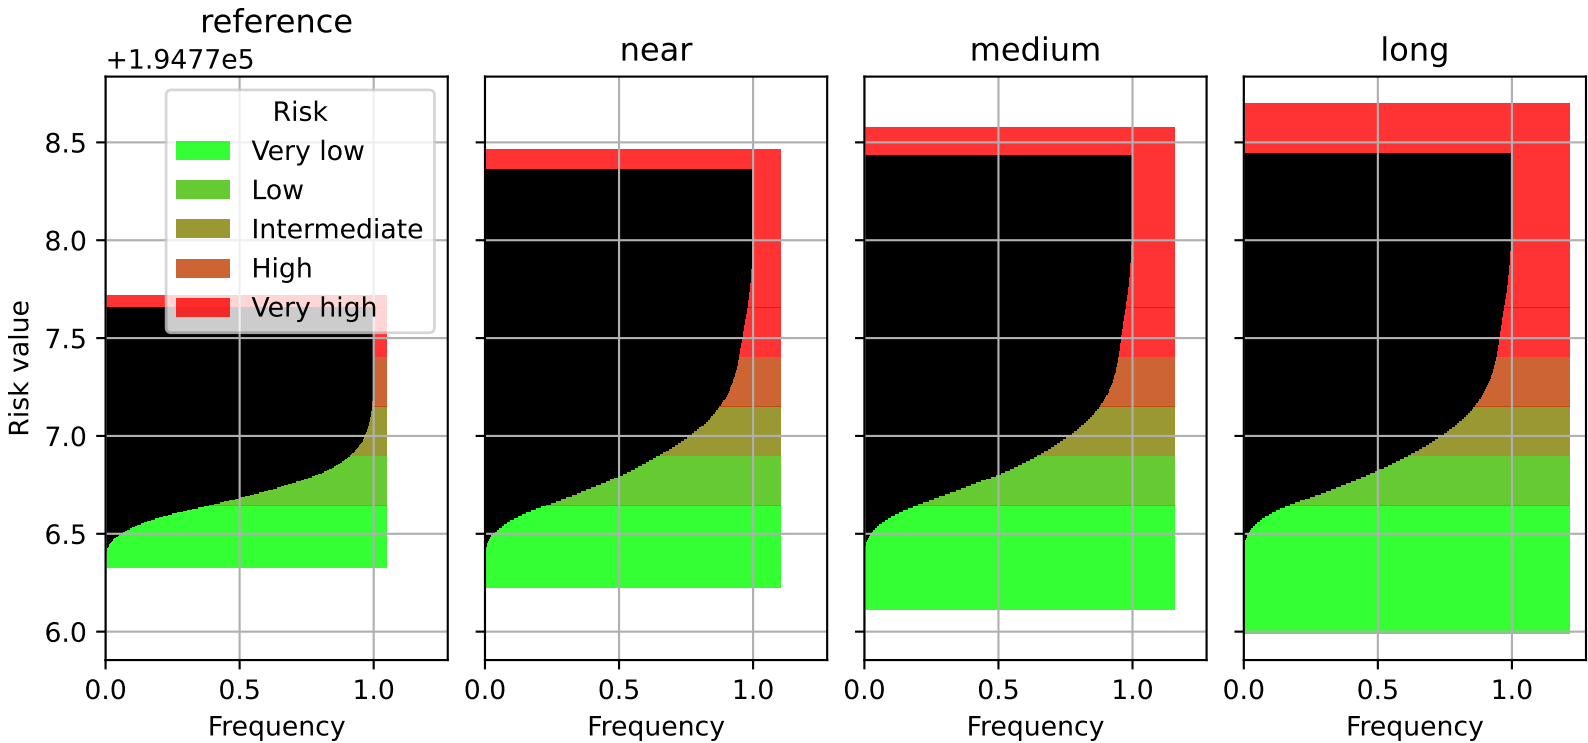 reference
near
medium
long
+1.9477e5
Risk
Very low
Low
Intermediate
High
Very high
Risk value
8.5
8.0
7.5
7.0
6.5
6.0
0.0 0.5 1.0
0.0 0.5 1.0
0.0 0.5 1.0
0.0 0.5 1.0
Frequency
Frequency
Frequency
Frequency